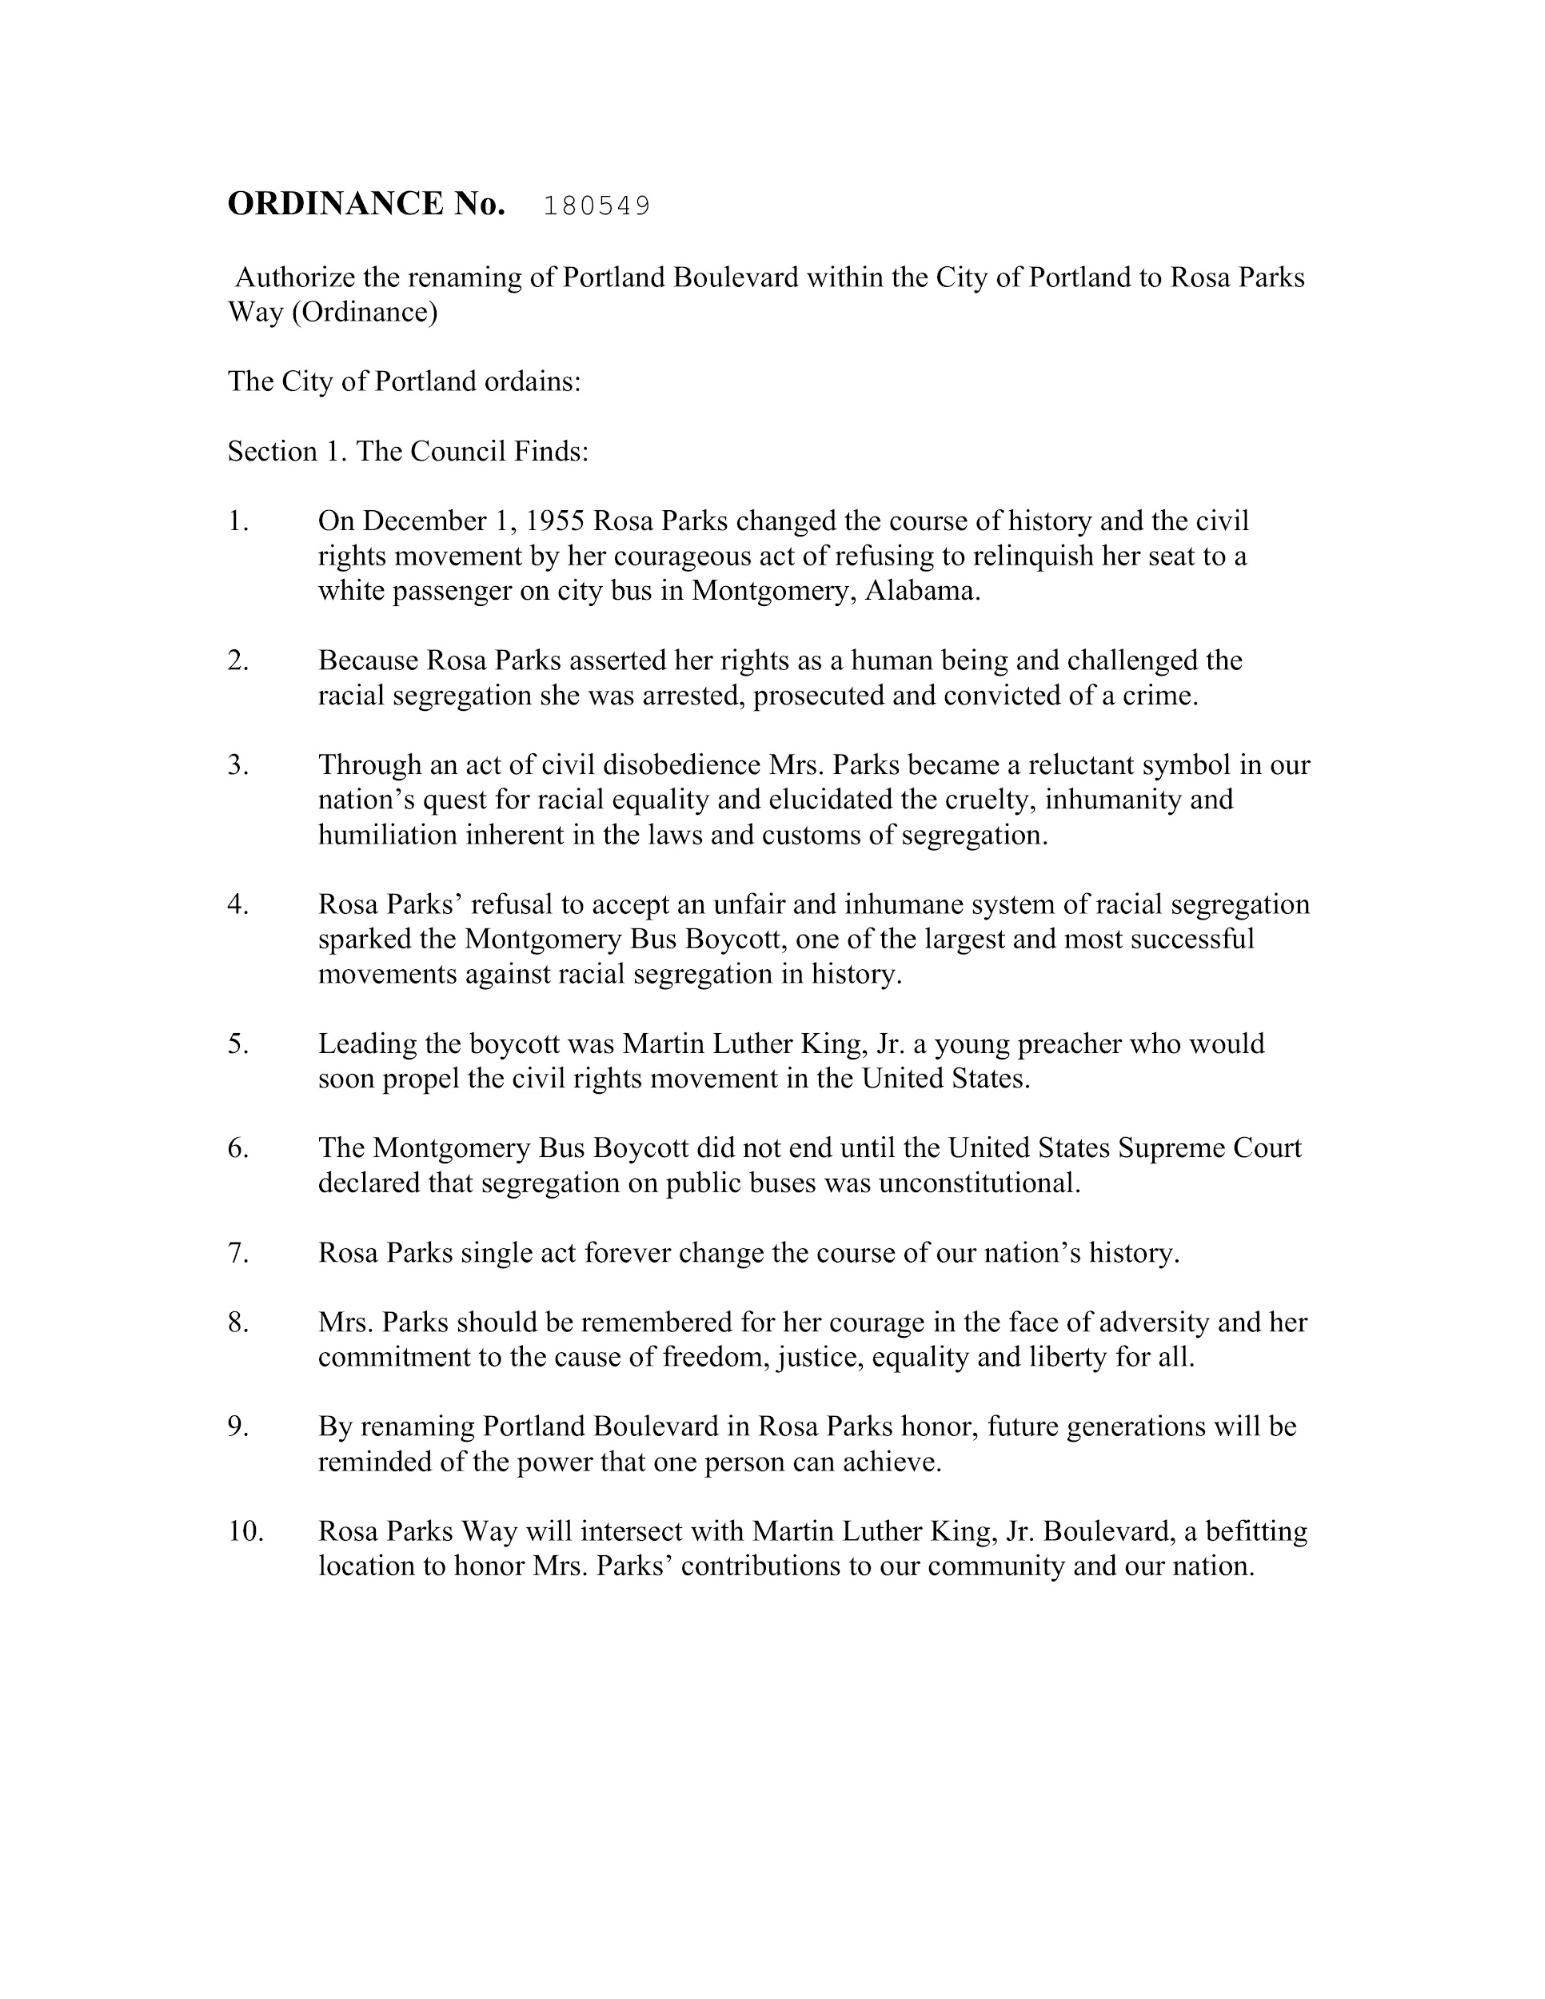 ORDINANCE No. 180549
Authorize the renaming of Portland Boulevard within the City of Portland to Rosa Parks
Way (Ordinance)
The City of Portland ordains:
Section 1. The Council Finds:
1. On December 1, 1955 Rosa Parks changed the course of history and the civil
rights movement by her courageous act of refusing to relinquish her seat to a
white passenger on city bus in Montgomery, Alabama.
2. Because Rosa Parks asserted her rights as a human being and challenged the
racial segregation she was arrested, prosecuted and convicted of a crime.
3. Through an act of civil disobedience Mrs. Parks became a reluctant symbol in our
nation’s quest for racial equality and elucidated the cruelty, inhumanity and
humiliation inherent in the laws and customs of segregation.
4. Rosa Parks’ refusal to accept an unfair and inhumane system of racial segregation
sparked the Montgomery Bus Boycott, one of the largest and most successful
movements against racial segregation in history.
5. Leading the boycott was Martin Luther King, Jr. a young preacher who would
soon propel the civil rights movement in the United States.
6. The Montgomery Bus Boycott did not end until the United States Supreme Court
declared that segregation on public buses was unconstitutional.
7. Rosa Parks single act forever change the course of our nation’s history.
8. Mrs. Parks should be remembered for her courage in the face of adversity and her
commitment to the cause of freedom, justice, equality and liberty for all.
9. By renaming Portland Boulevard in Rosa Parks honor, future generations will be
reminded of the power that one person can achieve.
10. Rosa Parks Way will intersect with Martin Luther King, Jr. Boulevard, a befitting
location to honor Mrs. Parks’ contributions to our community and our nation.